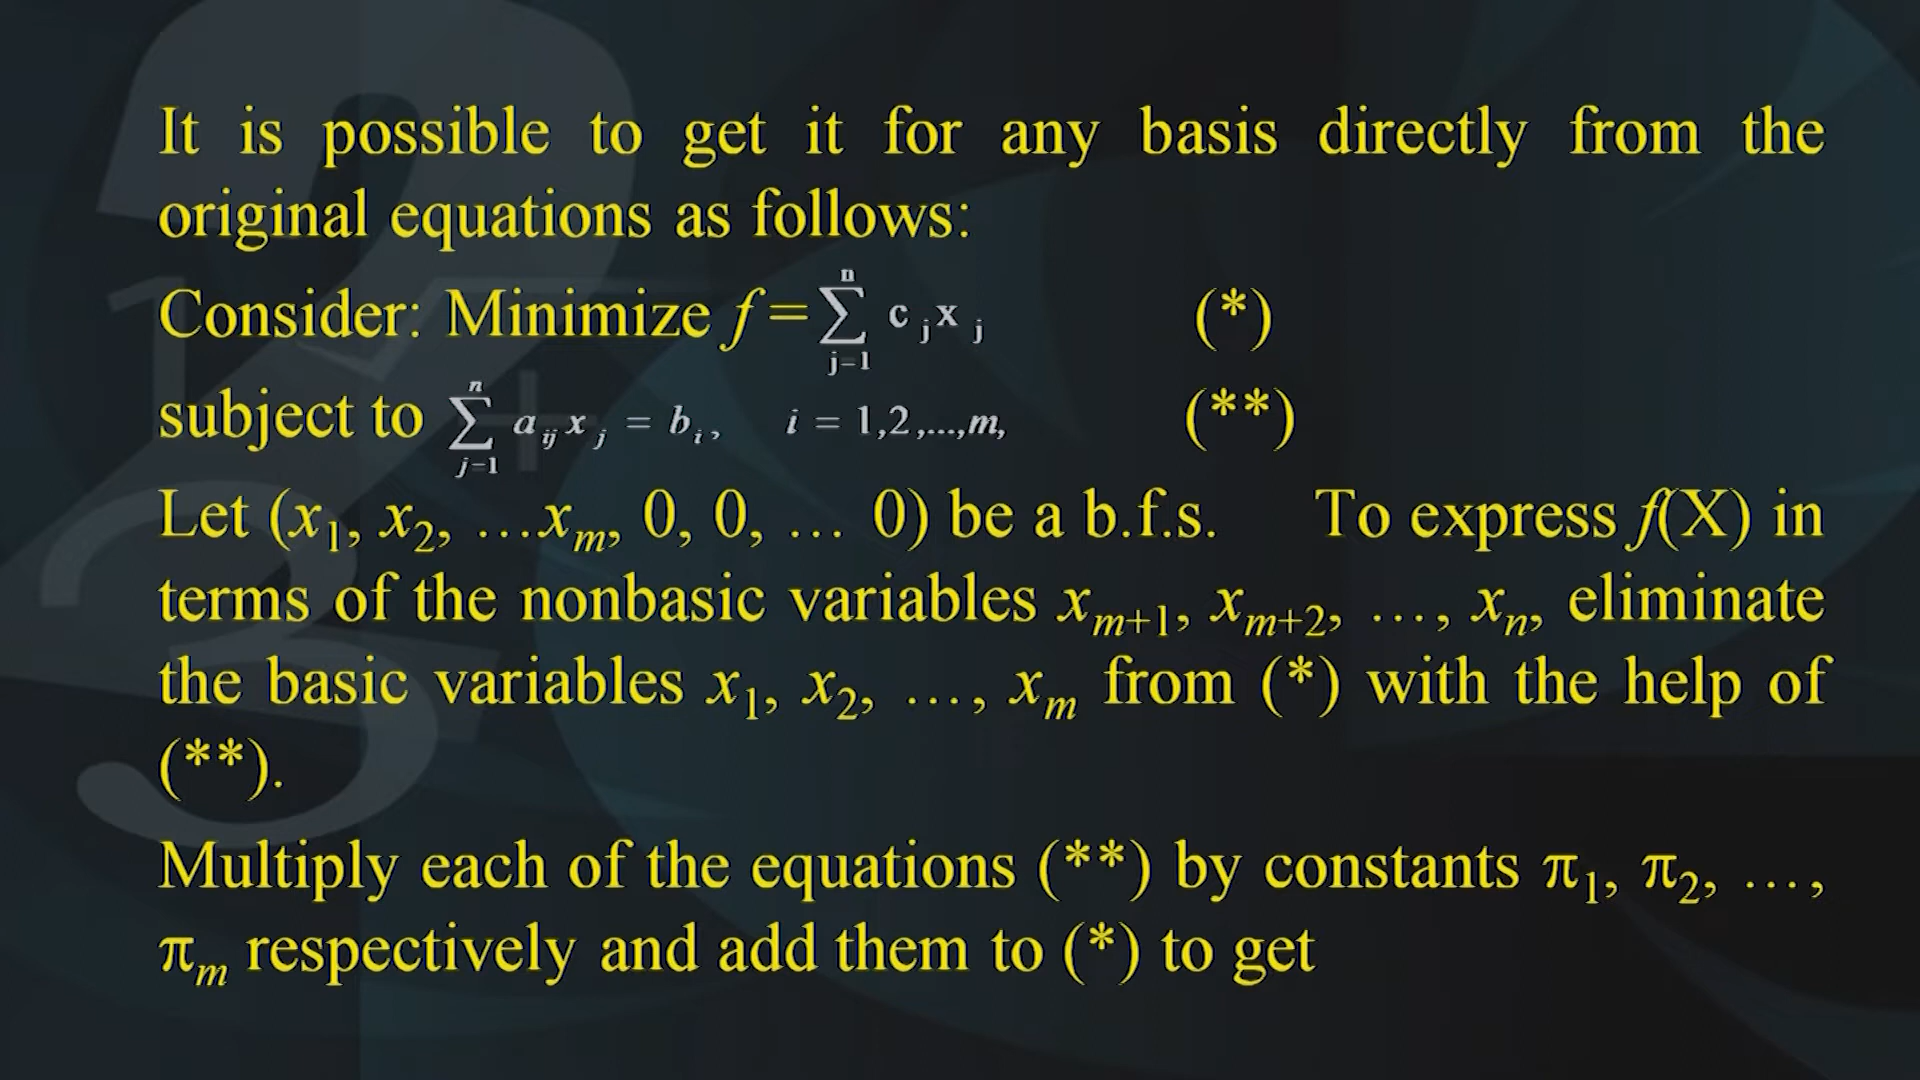 It is possible to get it for any basis directly from the
original equations as follows:
Consider: Minimize f = \sum_{j=1}^{n} c_j x_j (*)
subject to \sum_{j=1}^{n} a_{ij} x_j = b_i, i = 1,2,...,m, (**)
Let (x_1, x_2, …x_m, 0, 0, … 0) be a b.f.s. To express f(X) in
terms of the nonbasic variables x_{m+1}, x_{m+2}, …, x_n, eliminate
the basic variables x_1, x_2, …, x_m from (*) with the help of
(**).
Multiply each of the equations (**) by constants π_1, π_2, …,
π_m respectively and add them to (*) to get